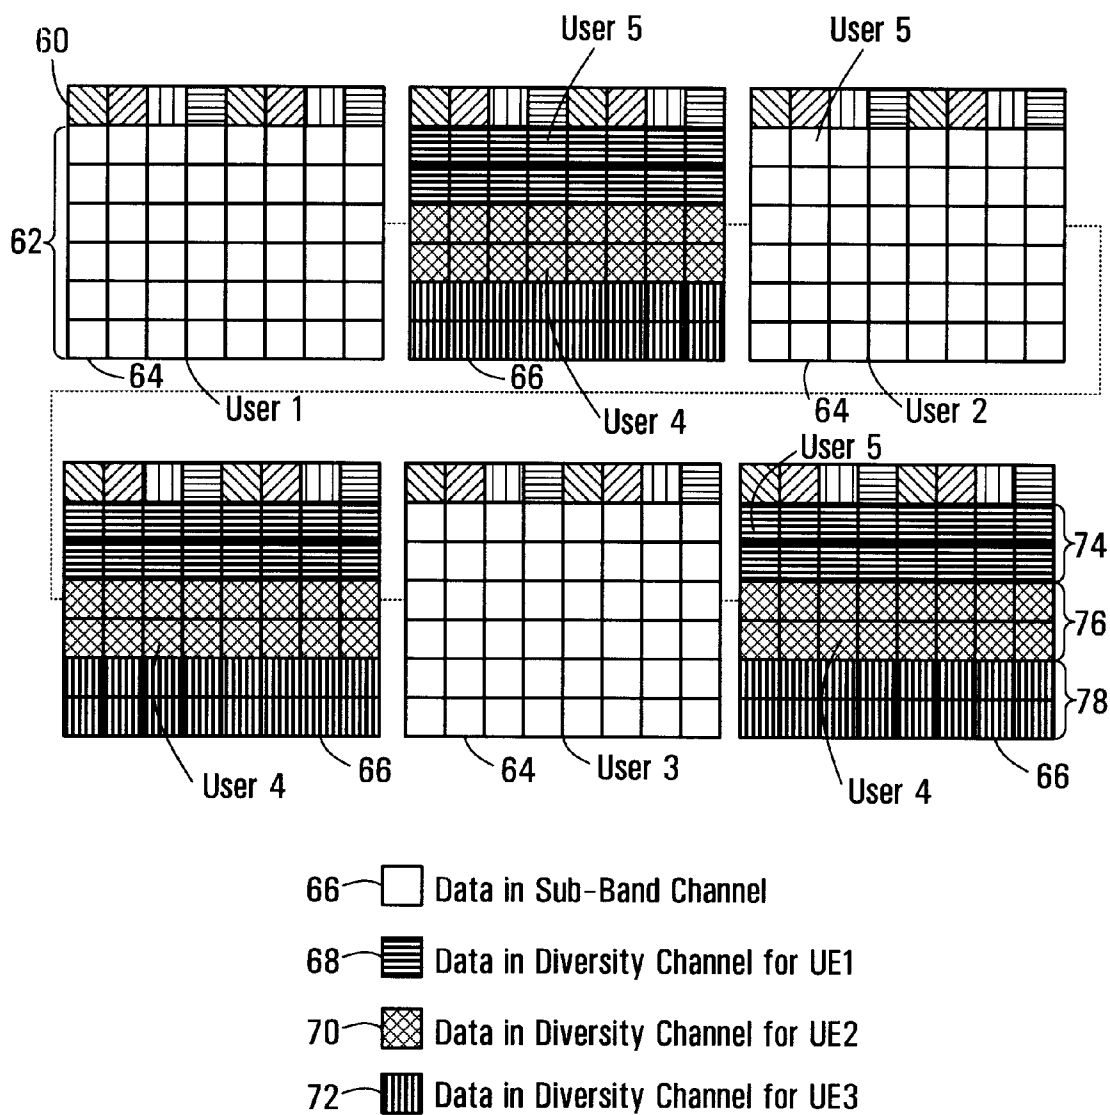 60
User 5
User 5
62
64
User 1
66
User 4
64
User 2
User 5
74
76
78
User 4
66
64
User 3
User 4
66
66 Data in Sub-Band Channel
68 Data in Diversity Channel for UE1
70 Data in Diversity Channel for UE2
72 Data in Diversity Channel for UE3